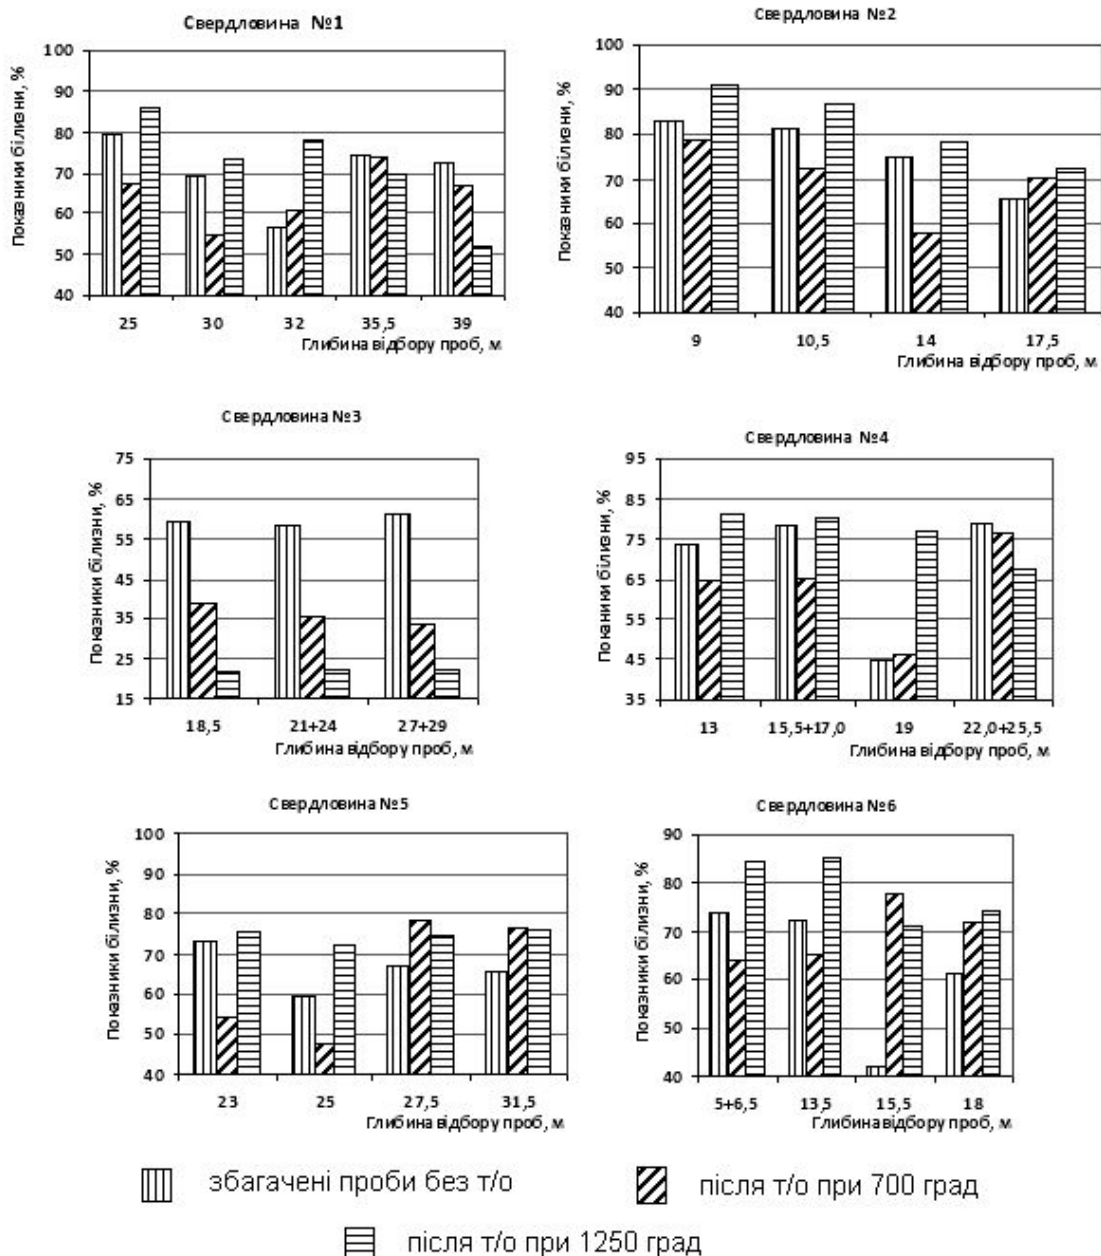 Свердловина №1
Показники білизни, %
100
90
80
70
60
50
40
25 30 32 35,5 39
Глибина відбору проб, м
Свердловина №2
Показники білизни, %
100
90
80
70
60
50
40
9 10,5 14 17,5
Глибина відбору проб, м
Свердловина №3
Показники білизни, %
75
65
55
45
35
25
15
18,5 21+24 27+29
Глибина відбору проб, м
Свердловина №4
Поканики білизни, %
95
85
75
65
55
45
35
13 15,5+17,0 19 22,0+25,5
Глибина відбору проб, м
Свердловина №5
Показники білизни, %
100
90
80
70
60
50
40
23 25 27,5 31,5
Глибина відбору проб, м
Свердловина №6
Показники білизни, %
90
80
70
60
50
40
5+6,5 13,5 15,5 18
Глибина відбору проб, м
збагачені проби без т/о
після т/о при 700 град
після т/о при 1250 град